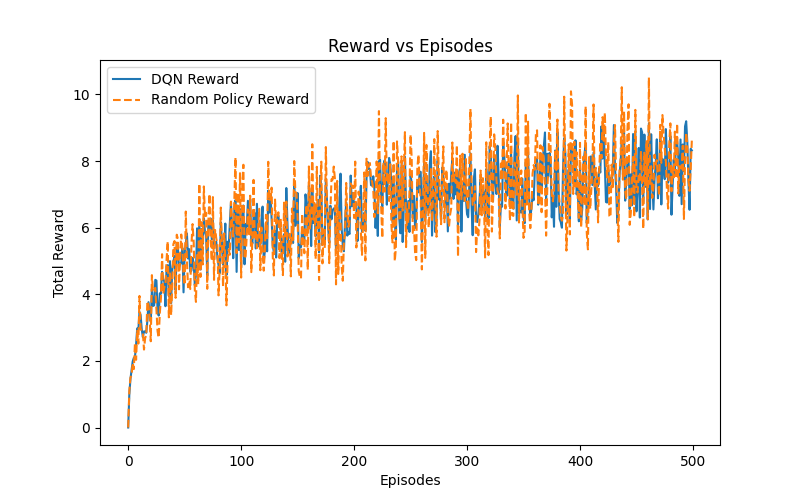 Reward vs Episodes
DQN Reward
Random Policy Reward
Total Reward
10
8
6
4
2
0
0 100 200 300 400 500
Episodes